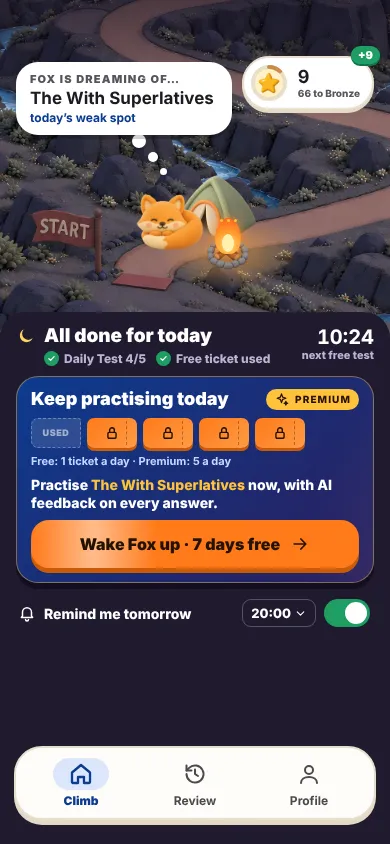 +9
FOX IS DREAMING OF...
The With Superlatives
today's weak spot
9
66 to Bronze
START
All done for today
10:24
Daily Test 4/5
Free ticket used
next free test
Keep practising today
PREMIUM
USED
Free: 1 ticket a day · Premium: 5 a day
Practise The With Superlatives now, with AI
feedback on every answer.
Wake Fox up · 7 days free →
Remind me tomorrow
20:00
Climb
Review
Profile